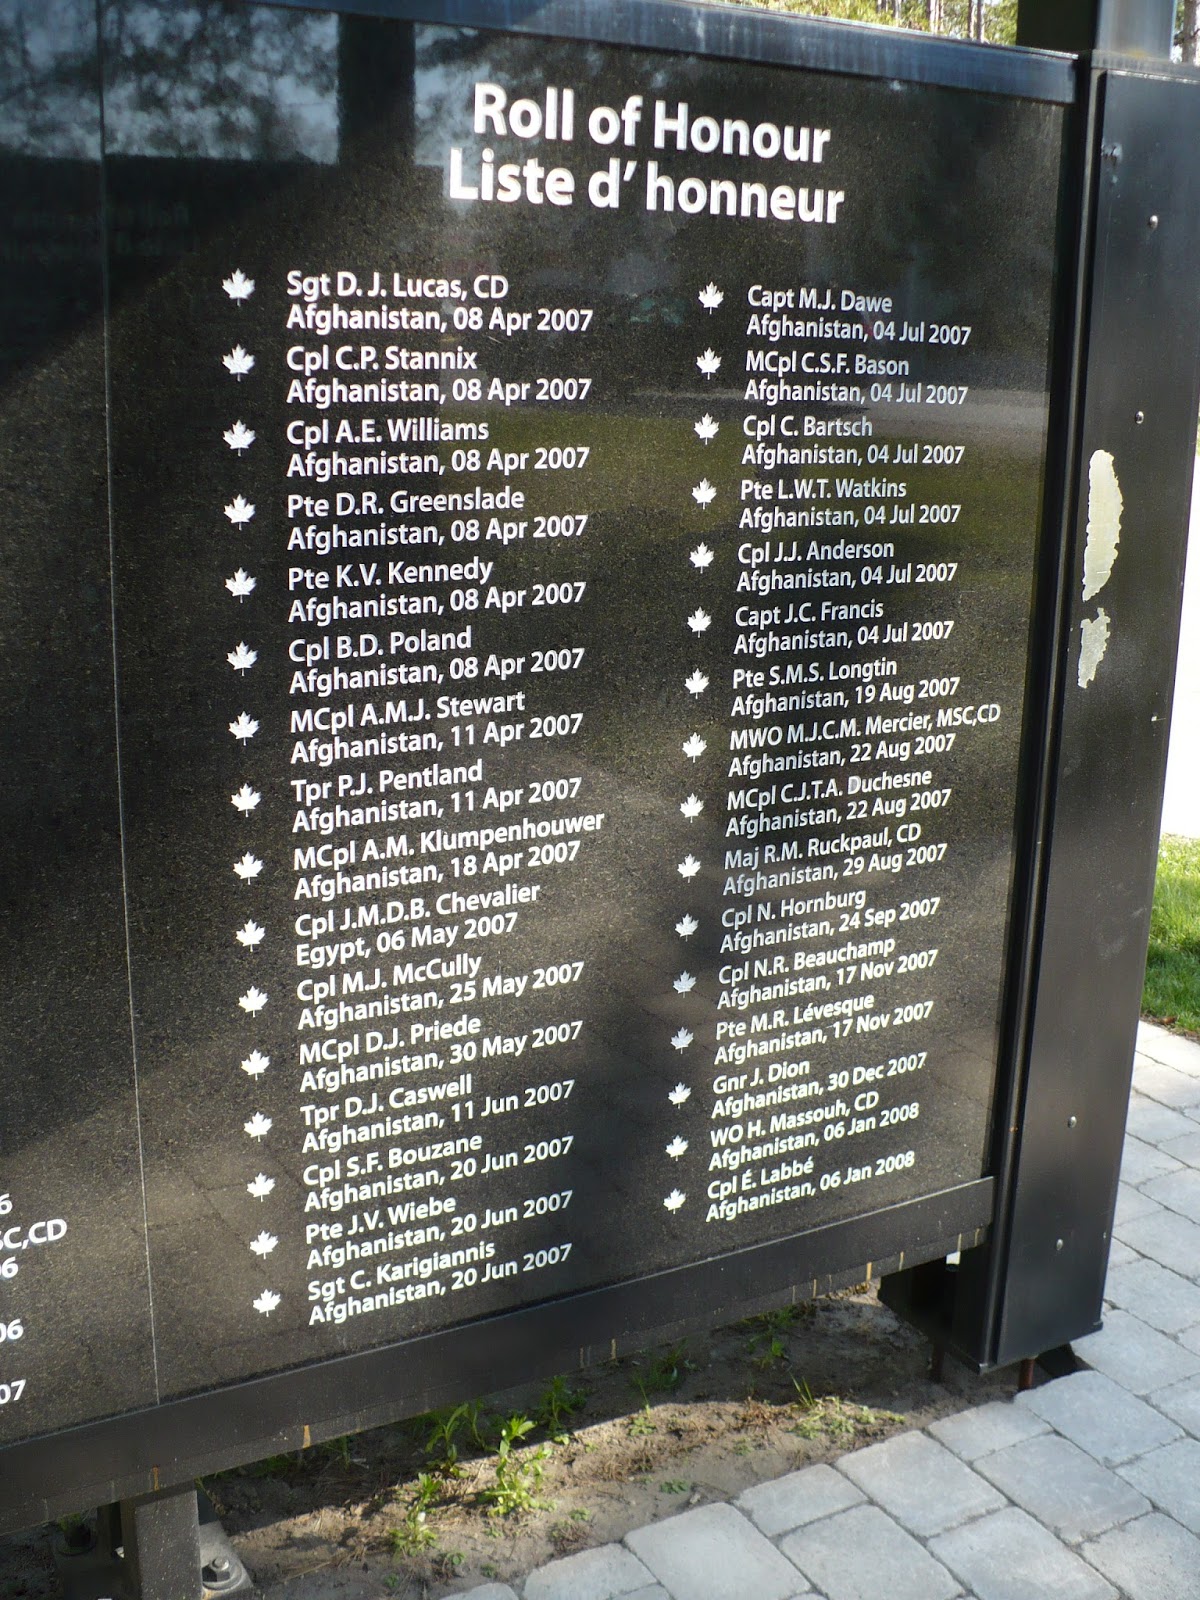 Roll of Honour
Liste d' honneur
Sgt D. J. Lucas, CD
Afghanistan, 08 Apr 2007
Cpl C.P. Stannix
Afghanistan, 08 Apr 2007
Cpl A.E. Williams
Afghanistan, 08 Apr 2007
Pte D.R. Greenslade
Afghanistan, 08 Apr 2007
Pte K.V. Kennedy
Afghanistan, 08 Apr 2007
Cpl B.D. Poland
Afghanistan, 08 Apr 2007
MCpl A.M.J. Stewart
Afghanistan, 11 Apr 2007
Tpr P.J. Pentland
Afghanistan, 11 Apr 2007
MCpl A.M. Klumpenhouwer
Afghanistan, 18 Apr 2007
Cpl J.M.D.B. Chevalier
Egypt, 06 May 2007
Cpl M.J. McCully
Afghanistan, 25 May 2007
MCpl D.J. Priede
Afghanistan, 30 May 2007
Tpr D.J. Caswell
Afghanistan, 11 Jun 2007
Cpl S.F. Bouzane
Afghanistan, 20 Jun 2007
Pte J.V. Wiebe
Afghanistan, 20 Jun 2007
Sgt C. Karigiannis
Afghanistan, 20 Jun 2007
Capt M.J. Dawe
Afghanistan, 04 Jul 2007
MCpl C.S.F. Bason
Afghanistan, 04 Jul 2007
Cpl C. Bartsch
Afghanistan, 04 Jul 2007
Pte L.W.T. Watkins
Afghanistan, 04 Jul 2007
Cpl J.J. Anderson
Afghanistan, 04 Jul 2007
Capt J.C. Francis
Afghanistan, 04 Jul 2007
Pte S.M.S. Longtin
Afghanistan, 19 Aug 2007
MWO M.J.C.M. Mercier, MSC,CD
Afghanistan, 22 Aug 2007
MCpl C.J.T.A. Duchesne
Afghanistan, 22 Aug 2007
Maj R.M. Ruckpaul, CD
Afghanistan, 29 Aug 2007
Cpl N. Hornburg
Afghanistan, 24 Sep 2007
Cpl N.R. Beauchamp
Afghanistan, 17 Nov 2007
Pte M.R. Lévesque
Afghanistan, 17 Nov 2007
Gnr J. Dion
Afghanistan, 30 Dec 2007
WO H. Massouh, CD
Afghanistan, 06 Jan 2008
Cpl É. Labbé
Afghanistan, 06 Jan 2008